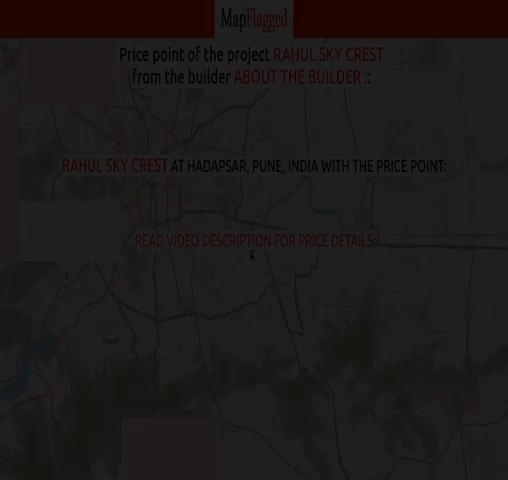 MapFlagged
Price point of the project RAHUL SKY CREST
from the builder ABOUT THE BUILDER ::
RAHUL SKY CREST AT HADAPSAR, PUNE, INDIA WITH THE PRICE POINT:
READ VIDEO DESCRIPTION FOR PRICE DETAILS